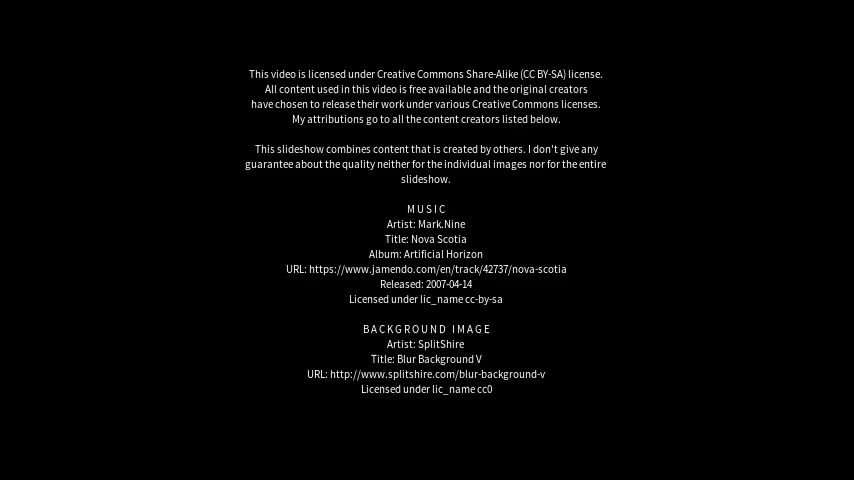 This video is licensed under Creative Commons Share-Alike (CC BY-SA) license.
All content used in this video is free available and the original creators
have chosen to release their work under various Creative Commons licenses.
My attributions go to all the content creators listed below.
This slideshow combines content that is created by others. I don't give any
guarantee about the quality neither for the individual images nor for the entire
slideshow.
MUSIC
Artist: Mark.Nine
Title: Nova Scotia
Album: Artificial Horizon
URL: https://www.jamendo.com/en/track/42737/nova-scotia
Released: 2007-04-14
Licensed under lic_name cc-by-sa
BACKGROUND IMAGE
Artist: SplitShire
Title: Blur Background V
URL: http://www.splitshire.com/blur-background-v
Licensed under lic_name cc0